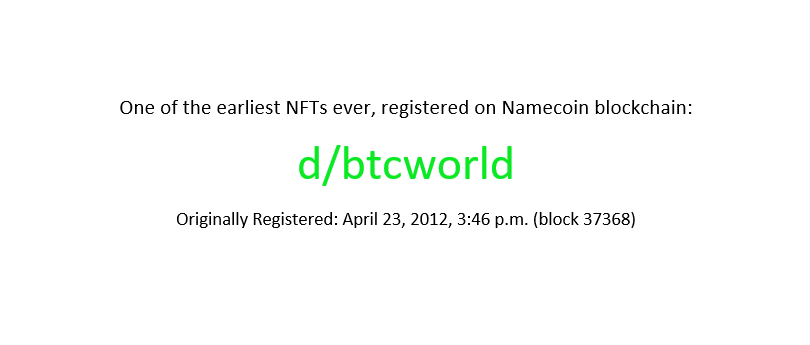 One of the earliest NFTs ever, registered on Namecoin blockchain:
d/btcworld
Originally Registered: April 23, 2012, 3:46 p.m. (block 37368)